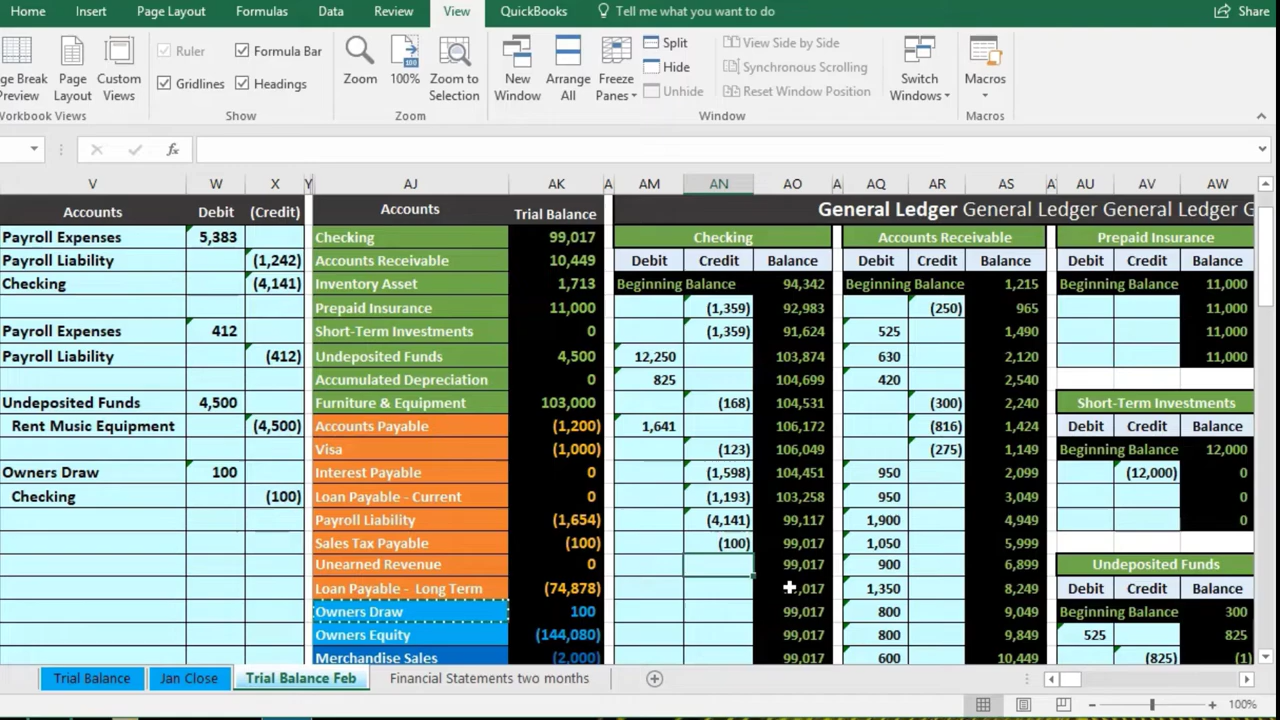 Home Insert Page Layout Formulas Data Review View QuickBooks Tell me what you want to do Share
Ruler Formula Bar Split View Side by Side
Gridlines Headings Hide Synchronous Scrolling
Unhide Reset Window Position
ge Break Preview Page Layout Custom Views Zoom 100% Zoom to Selection New Window Arrange All Freeze Panes Switch Windows Macros
Workbook Views Show Zoom Window Macros
fx
V W X Y AJ AK A AM AN AO A AQ AR AS A AU AV AW
Accounts Debit (Credit) Accounts Trial Balance General Ledger General Ledger General Ledger G
Payroll Expenses 5,383 Checking 99,017 Checking Accounts Receivable Prepaid Insurance
Payroll Liability (1,242) Accounts Receivable 10,449 Debit Credit Balance Debit Credit Balance Debit Credit Balance
Checking (4,141) Inventory Asset 1,713 Beginning Balance 94,342 Beginning Balance 1,215 Beginning Balance 11,000
Prepaid Insurance 11,000 (1,359) 92,983 (250) 965 11,000
Payroll Expenses 412 Short-Term Investments 0 (1,359) 91,624 525 1,490 11,000
Payroll Liability (412) Undeposited Funds 4,500 12,250 103,874 630 2,120 11,000
Accumulated Depreciation 0 825 104,699 420 2,540
Undeposited Funds 4,500 Furniture & Equipment 103,000 (168) 104,531 (300) 2,240 Short-Term Investments
Rent Music Equipment (4,500) Accounts Payable (1,200) 1,641 106,172 (816) 1,424 Debit Credit Balance
Visa (1,000) (123) 106,049 (275) 1,149 Beginning Balance 12,000
Owners Draw 100 Interest Payable 0 (1,598) 104,451 950 2,099 (12,000) 0
Checking (100) Loan Payable - Current 0 (1,193) 103,258 950 3,049 0
Payroll Liability (1,654) (4,141) 99,117 1,900 4,949 0
Sales Tax Payable (100) (100) 99,017 1,050 5,999
Unearned Revenue 0 99,017 900 6,899 Undeposited Funds
Loan Payable - Long Term (74,878) ,017 1,350 8,249 Debit Credit Balance
Owners Draw 100 99,017 800 9,049 Beginning Balance 300
Owners Equity (144,080) 99,017 800 9,849 525 825
Merchandise Sales (2,000) 99,017 600 10,449 (825) (1)
Trial Balance Jan Close Trial Balance Feb Financial Statements two months
100%